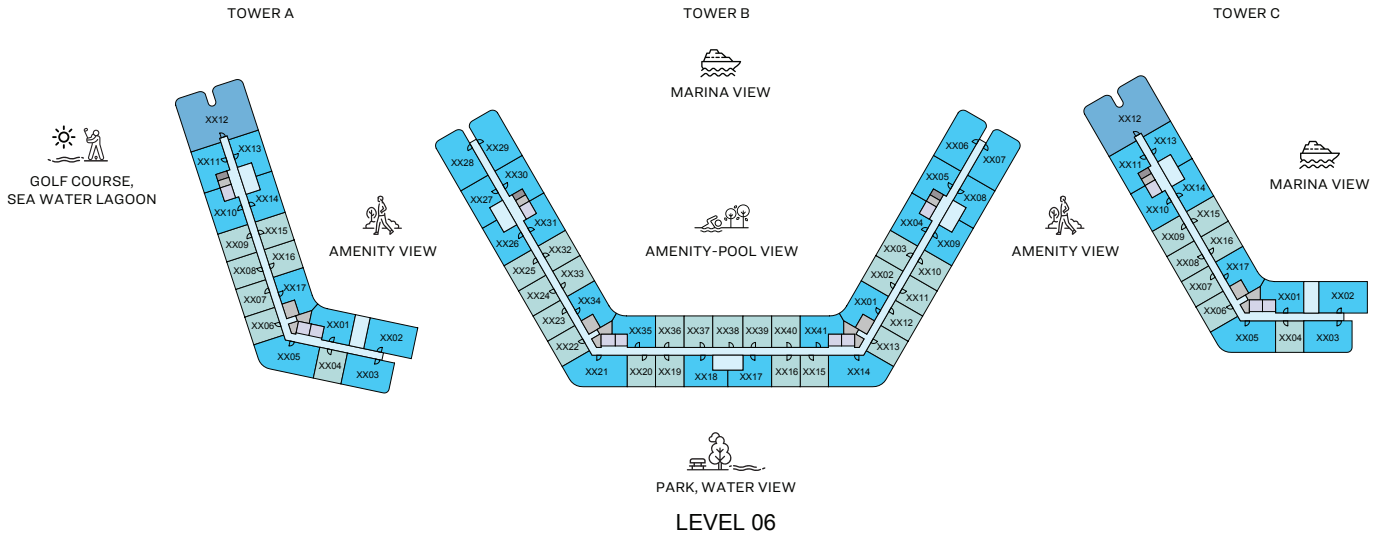 TOWER A
TOWER B
TOWER C
MARINA VIEW
GOLF COURSE,
SEA WATER LAGOON
AMENITY VIEW
AMENITY-POOL VIEW
AMENITY VIEW
MARINA VIEW
XX12
XX13
XX11
XX10
XX14
XX15
XX09
XX16
XX08
XX17
XX07
XX06
XX01
XX02
XX05
XX04
XX03
XX29
XX28
XX30
XX27
XX31
XX26
XX32
XX25
XX33
XX24
XX34
XX23
XX22
XX35
XX36
XX37
XX38
XX39
XX40
XX41
XX21
XX20
XX19
XX18
XX17
XX16
XX15
XX14
XX06
XX07
XX05
XX08
XX04
XX09
XX03
XX10
XX02
XX11
XX01
XX12
XX13
XX12
XX13
XX11
XX14
XX10
XX15
XX09
XX16
XX08
XX17
XX07
XX06
XX01
XX02
XX05
XX04
XX03
PARK, WATER VIEW
LEVEL 06